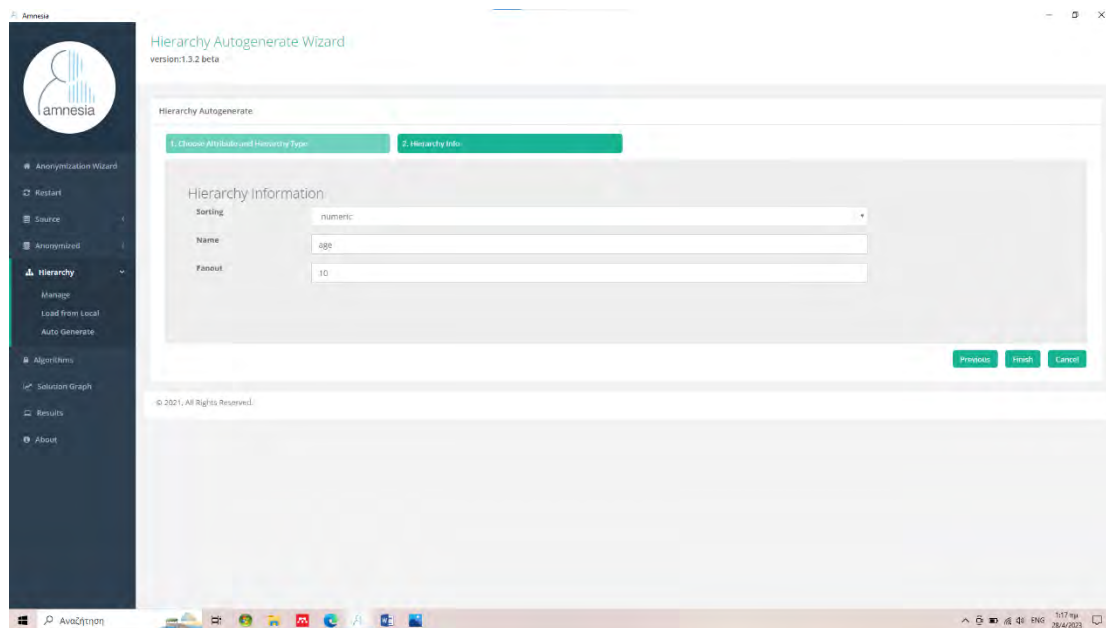 Amnesia
Hierarchy Autogenerate Wizard
version:1.3.2 beta
amnesia
Hierarchy Autogenerate
1. Choose Attribute and Hierarchy Type
2. Hierarchy Info
Anonymization Wizard
Restart
Source
Anonymized
Hierarchy
Manage
Load from Local
Auto Generate
Algorithms
Solution Graph
Results
About
Hierarchy Information
Sorting
numeric
Name
age
Fanout
10
Previous
Finish
Cancel
© 2021, All Rights Reserved.
Αναζήτηση
ENG
1:17 πμ
28/4/2023